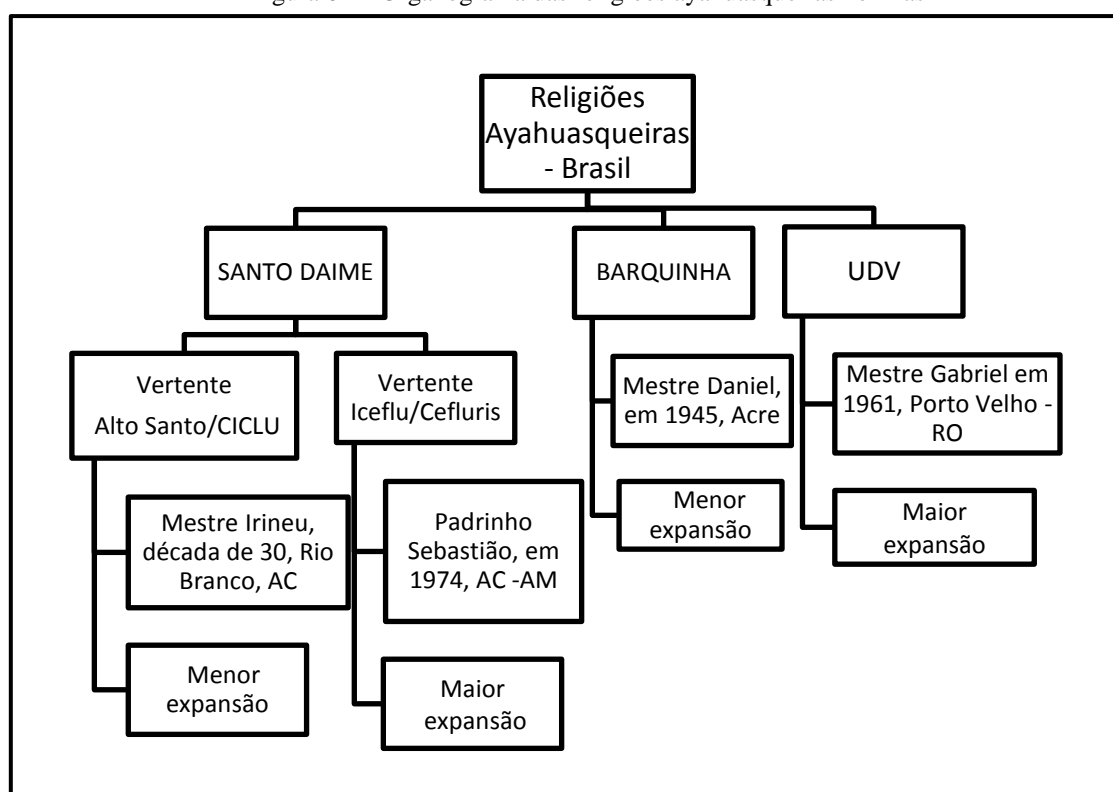 Religiões
Ayahuasqueiras
- Brasil
SANTO DAIME
BARQUINHA
UDV
Vertente
Alto Santo/CICLU
Vertente
Iceflu/Cefluris
Mestre Daniel,
em 1945, Acre
Mestre Gabriel em
1961, Porto Velho -
RO
Mestre Irineu,
década de 30, Rio
Branco, AC
Padrinho
Sebastião, em
1974, AC -AM
Menor
expansão
Maior
expansão
Menor
expansão
Maior
expansão